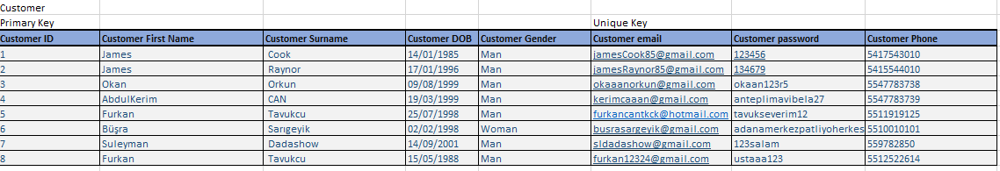 Customer
Primary Key Unique Key
Customer ID Customer First Name Customer Surname Customer DOB Customer Gender Customer email Customer password Customer Phone
1 James Cook 14/01/1985 Man jamesCook85@gmail.com 123456 5417543010
2 James Raynor 17/01/1996 Man jamesRaynor85@gmail.com 134679 5415544010
3 Okan Orkun 09/08/1999 Man okaaanorkun@gmail.com okaan123r5 5547783738
4 AbdulKerim CAN 19/03/1999 Man kerimcaaan@gmail.com anteplimavibela27 5547783739
5 Furkan Tavukcu 25/07/1998 Man furkancantkck@hotmail.com tavukseverim12 5511919125
6 Büşra Sarıgeyik 02/02/1998 Woman busrasargeyik@gmail.com adanamerkezpatliyoherkes 5510010101
7 Suleyman Dadashow 14/09/2001 Man sldadashow@gmail.com 123salam 559782850
8 Furkan Tavukcu 15/05/1988 Man furkan12324@gmail.com ustaaa123 5512522614